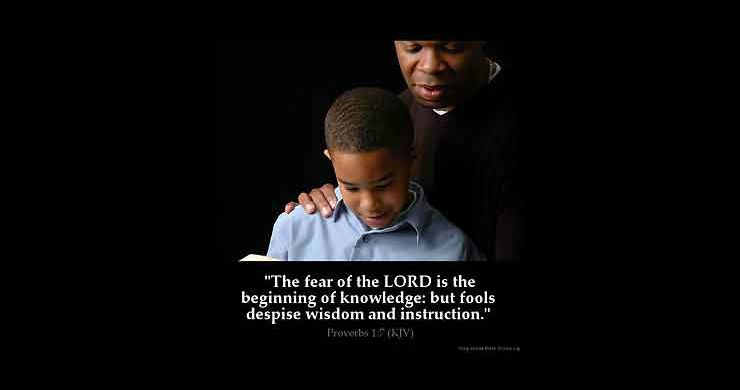 "The fear of the LORD is the
beginning of knowledge: but fools
despise wisdom and instruction."
Proverbs 1:7 (KJV)